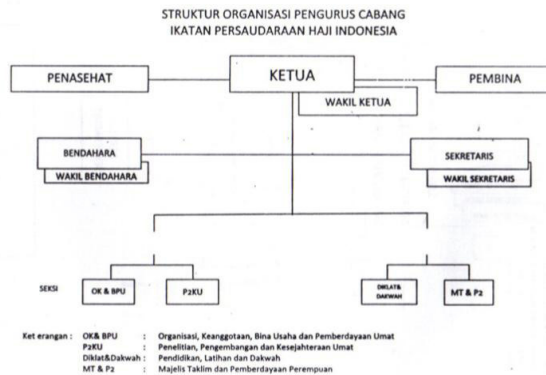 STRUKTUR ORGANISASI PENGURUS CABANG
IKATAN PERSAUDARAAN HAJI INDONESIA
PENASEHAT
KETUA
PEMBINA
WAKIL KETUA
BENDAHARA
SEKRETARIS
WAKIL BENDAHARA
WAKIL SEKRETARIS
SEKSI
OK & BPU
P2KU
DIKLAT&
DAKWAH
MT & P2
Ket erangan : OK& BPU : Organisasi, Keanggotaan, Bina Usaha dan Pemberdayaan Umat
P2KU : Penelitian, Pengembangan dan Kesejahteraan Umat
Diklat&Dakwah : Pendidikan, Latihan dan Dakwah
MT & P2 : Majelis Taklim dan Pemberdayaan Perempuan